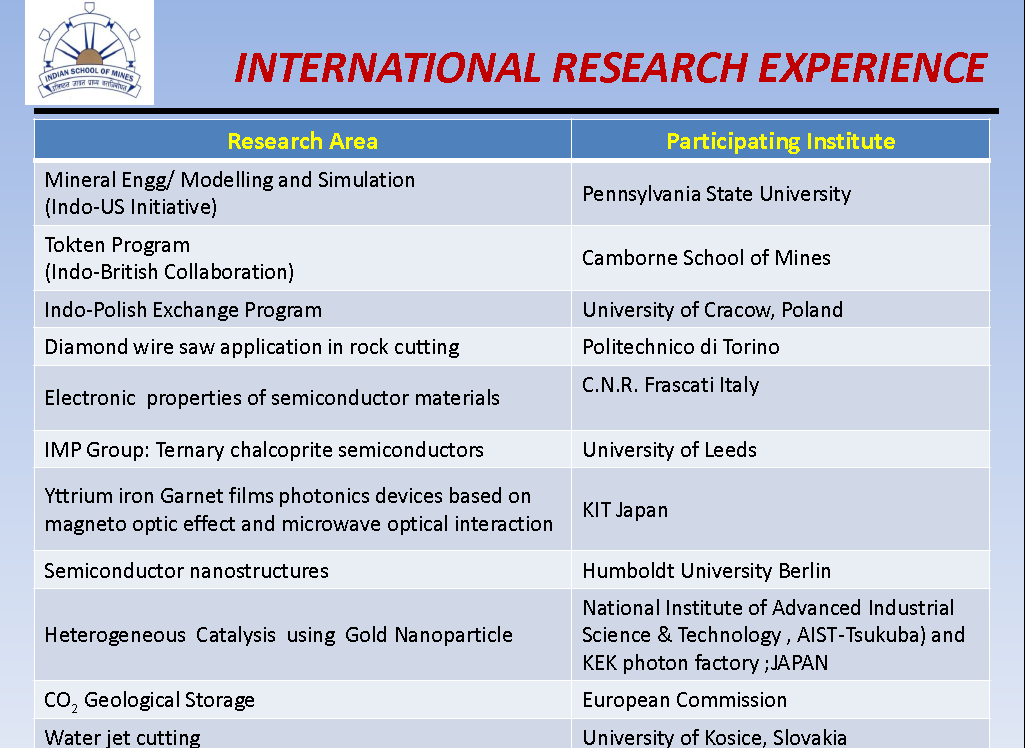 INDIAN SCHOOL OF MINES
INTERNATIONAL RESEARCH EXPERIENCE
Research Area
Participating Institute
Mineral Engg/ Modelling and Simulation
(Indo-US Initiative)
Pennsylvania State University
Tokten Program
(Indo-British Collaboration)
Camborne School of Mines
Indo-Polish Exchange Program
University of Cracow, Poland
Diamond wire saw application in rock cutting
Politechnico di Torino
Electronic properties of semiconductor materials
C.N.R. Frascati Italy
IMP Group: Ternary chalcoprite semiconductors
University of Leeds
Yttrium iron Garnet films photonics devices based on
magneto optic effect and microwave optical interaction
KIT Japan
Semiconductor nanostructures
Humboldt University Berlin
Heterogeneous Catalysis using Gold Nanoparticle
National Institute of Advanced Industrial
Science & Technology , AIST-Tsukuba) and
KEK photon factory ;JAPAN
CO₂ Geological Storage
European Commission
Water jet cutting
University of Kosice, Slovakia